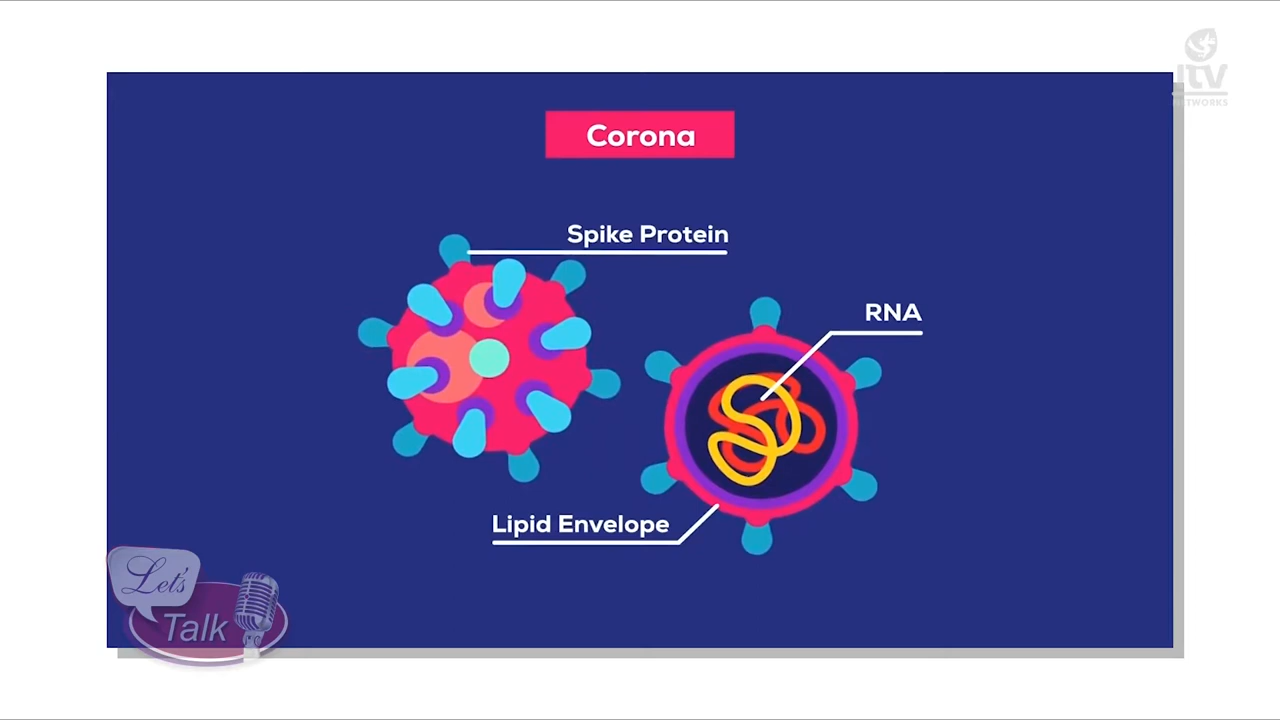 ITV
NETWORKS
Corona
Spike Protein
RNA
Lipid Envelope
Let's
Talk